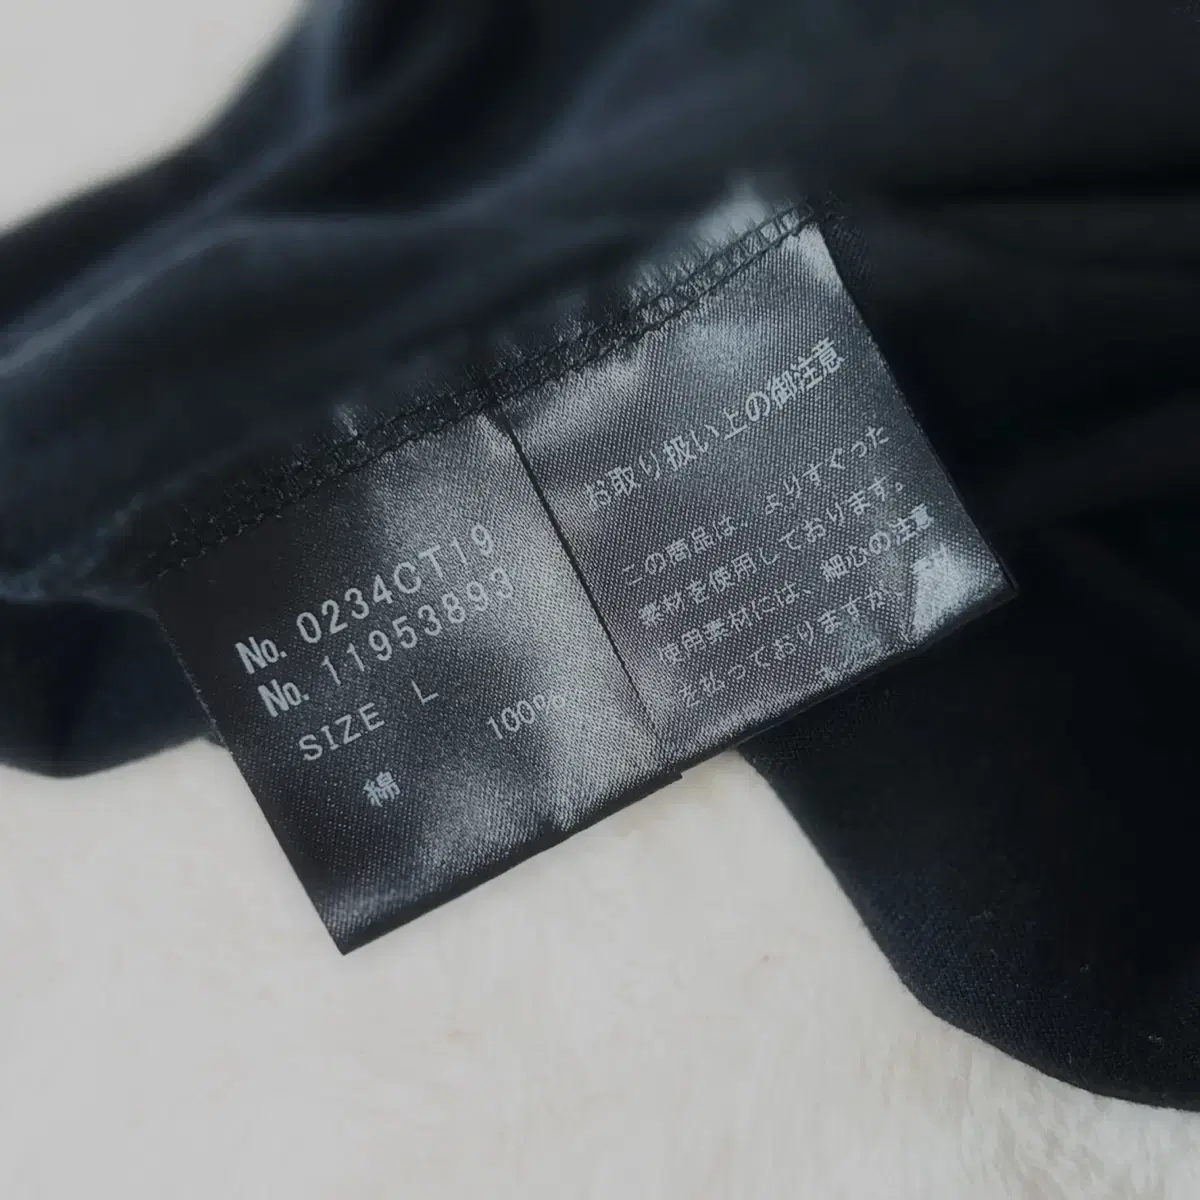 No. 0234CT19
No. 11953893
SIZE L
綿 100%
お取り扱い上の御注意
この商品は、よりすぐった
素材を使用しております。
使用素材には、細心の注意
を払っておりますが、